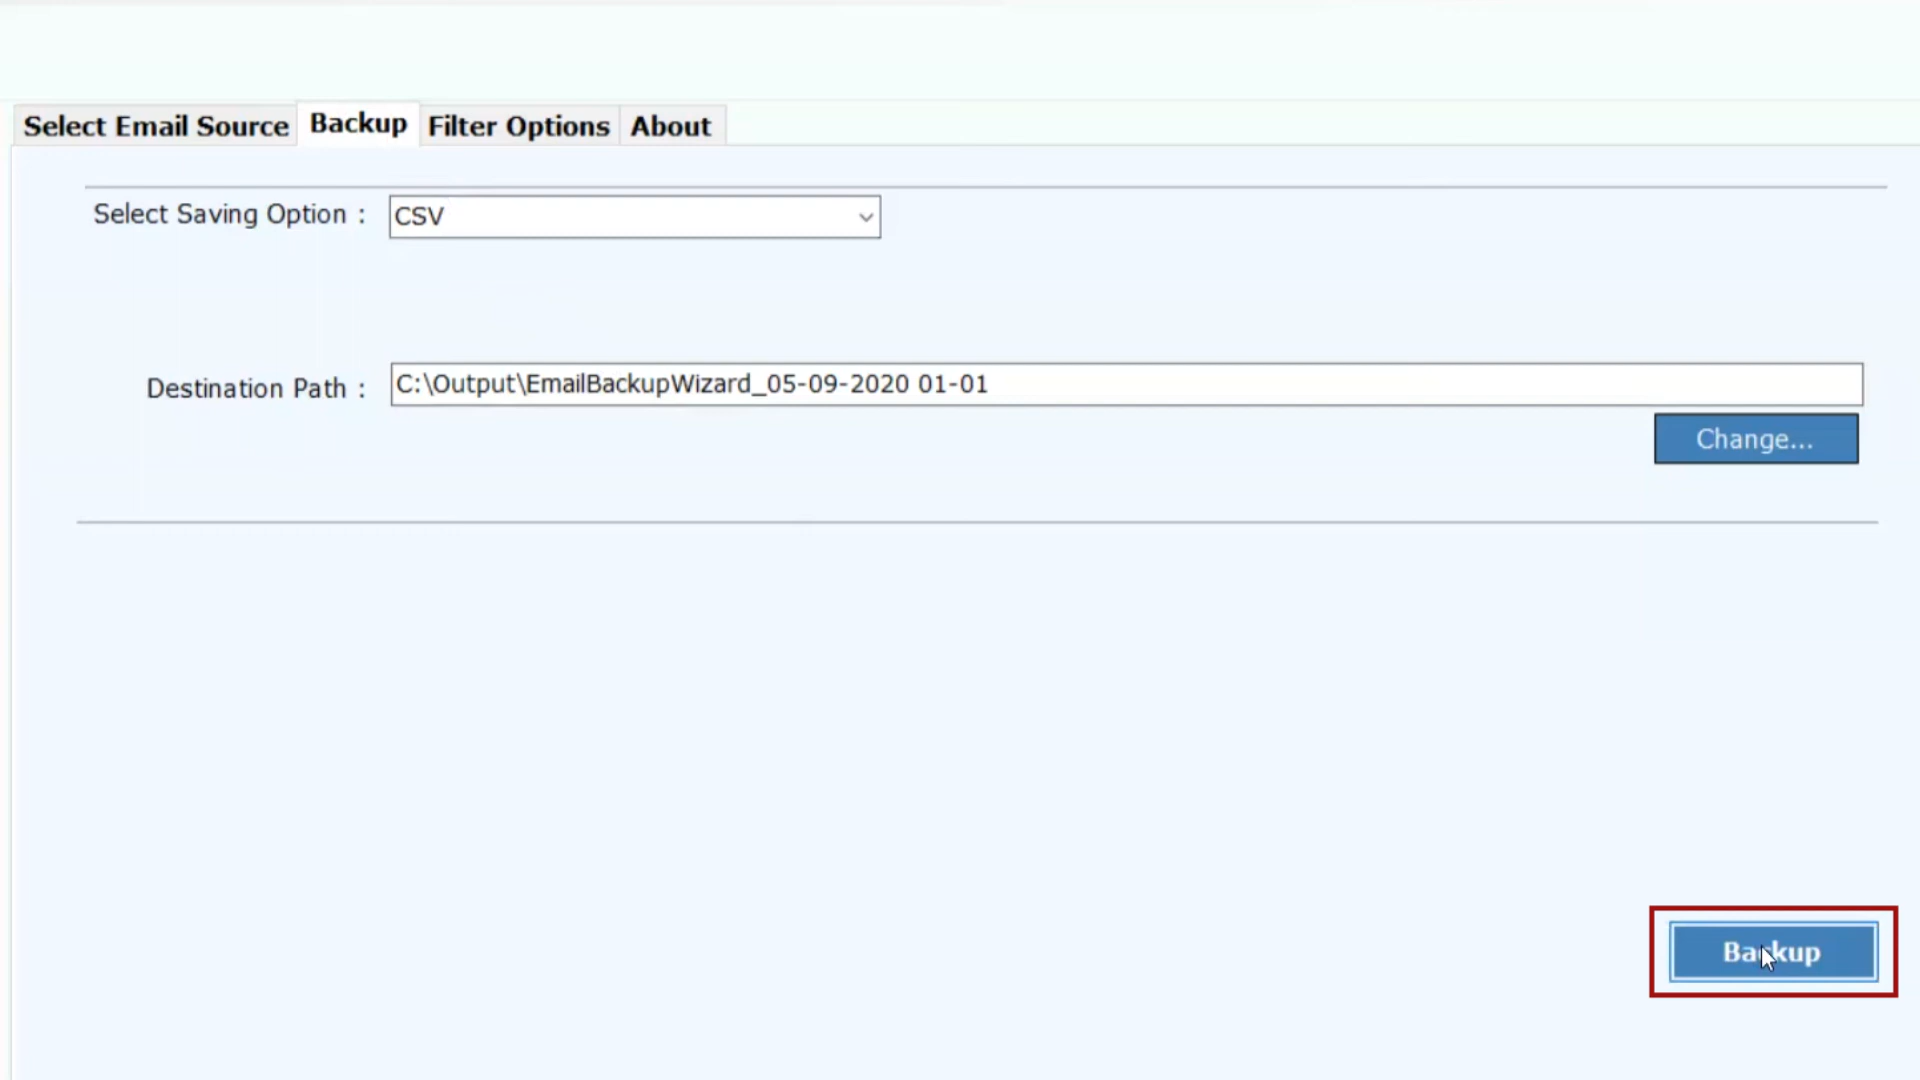 Select Email Source Backup Filter Options About
Select Saving Option : CSV
Destination Path : C:\Output\EmailBackupWizard_05-09-2020 01-01
Change...
Backup